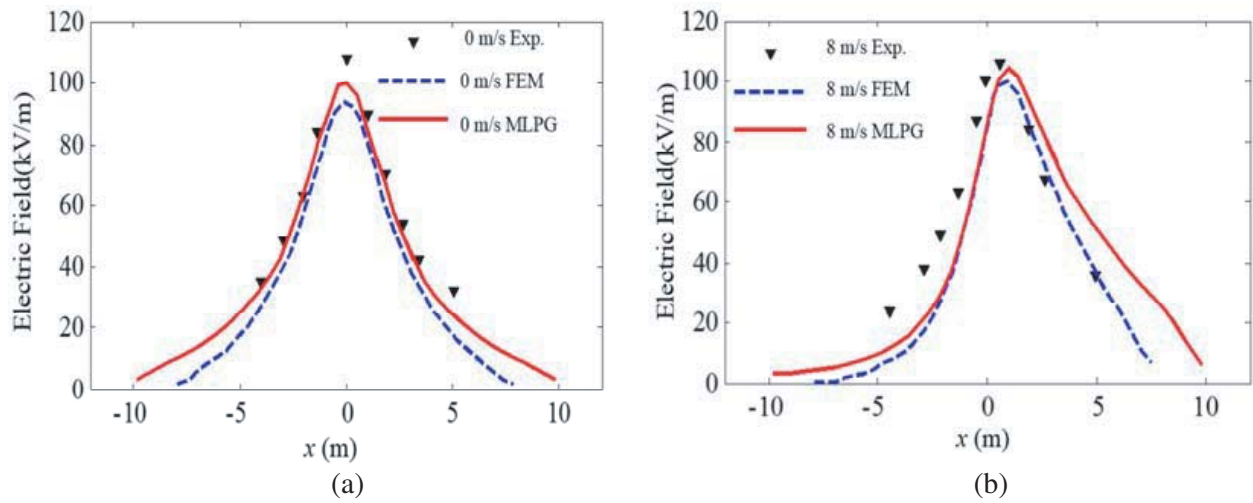 120
100
80
60
40
20
0
Electric Field(kV/m)
0 m/s Exp.
0 m/s FEM
0 m/s MLPG
-10
-5
0
5
10
x (m)
(a)
120
100
80
60
40
20
0
Electric Field(kV/m)
8 m/s Exp.
8 m/s FEM
8 m/s MLPG
-10
-5
0
5
10
x (m)
(b)